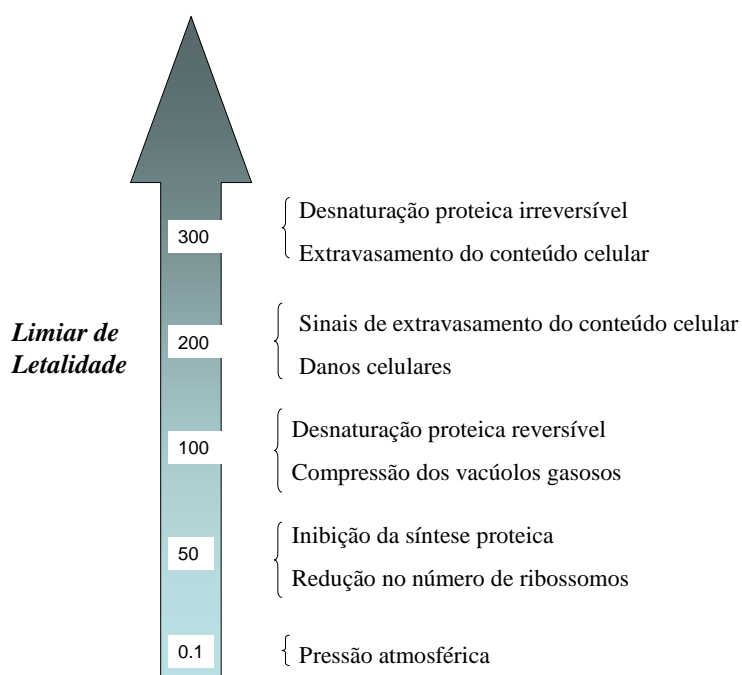 300
Desnaturação proteica irreversível
Extravasamento do conteúdo celular
Limiar de
Letalidade
200
Sinais de extravasamento do conteúdo celular
Danos celulares
100
Desnaturação proteica reversível
Compressão dos vacúolos gasosos
50
Inibição da síntese proteica
Redução no número de ribossomos
0.1
Pressão atmosférica